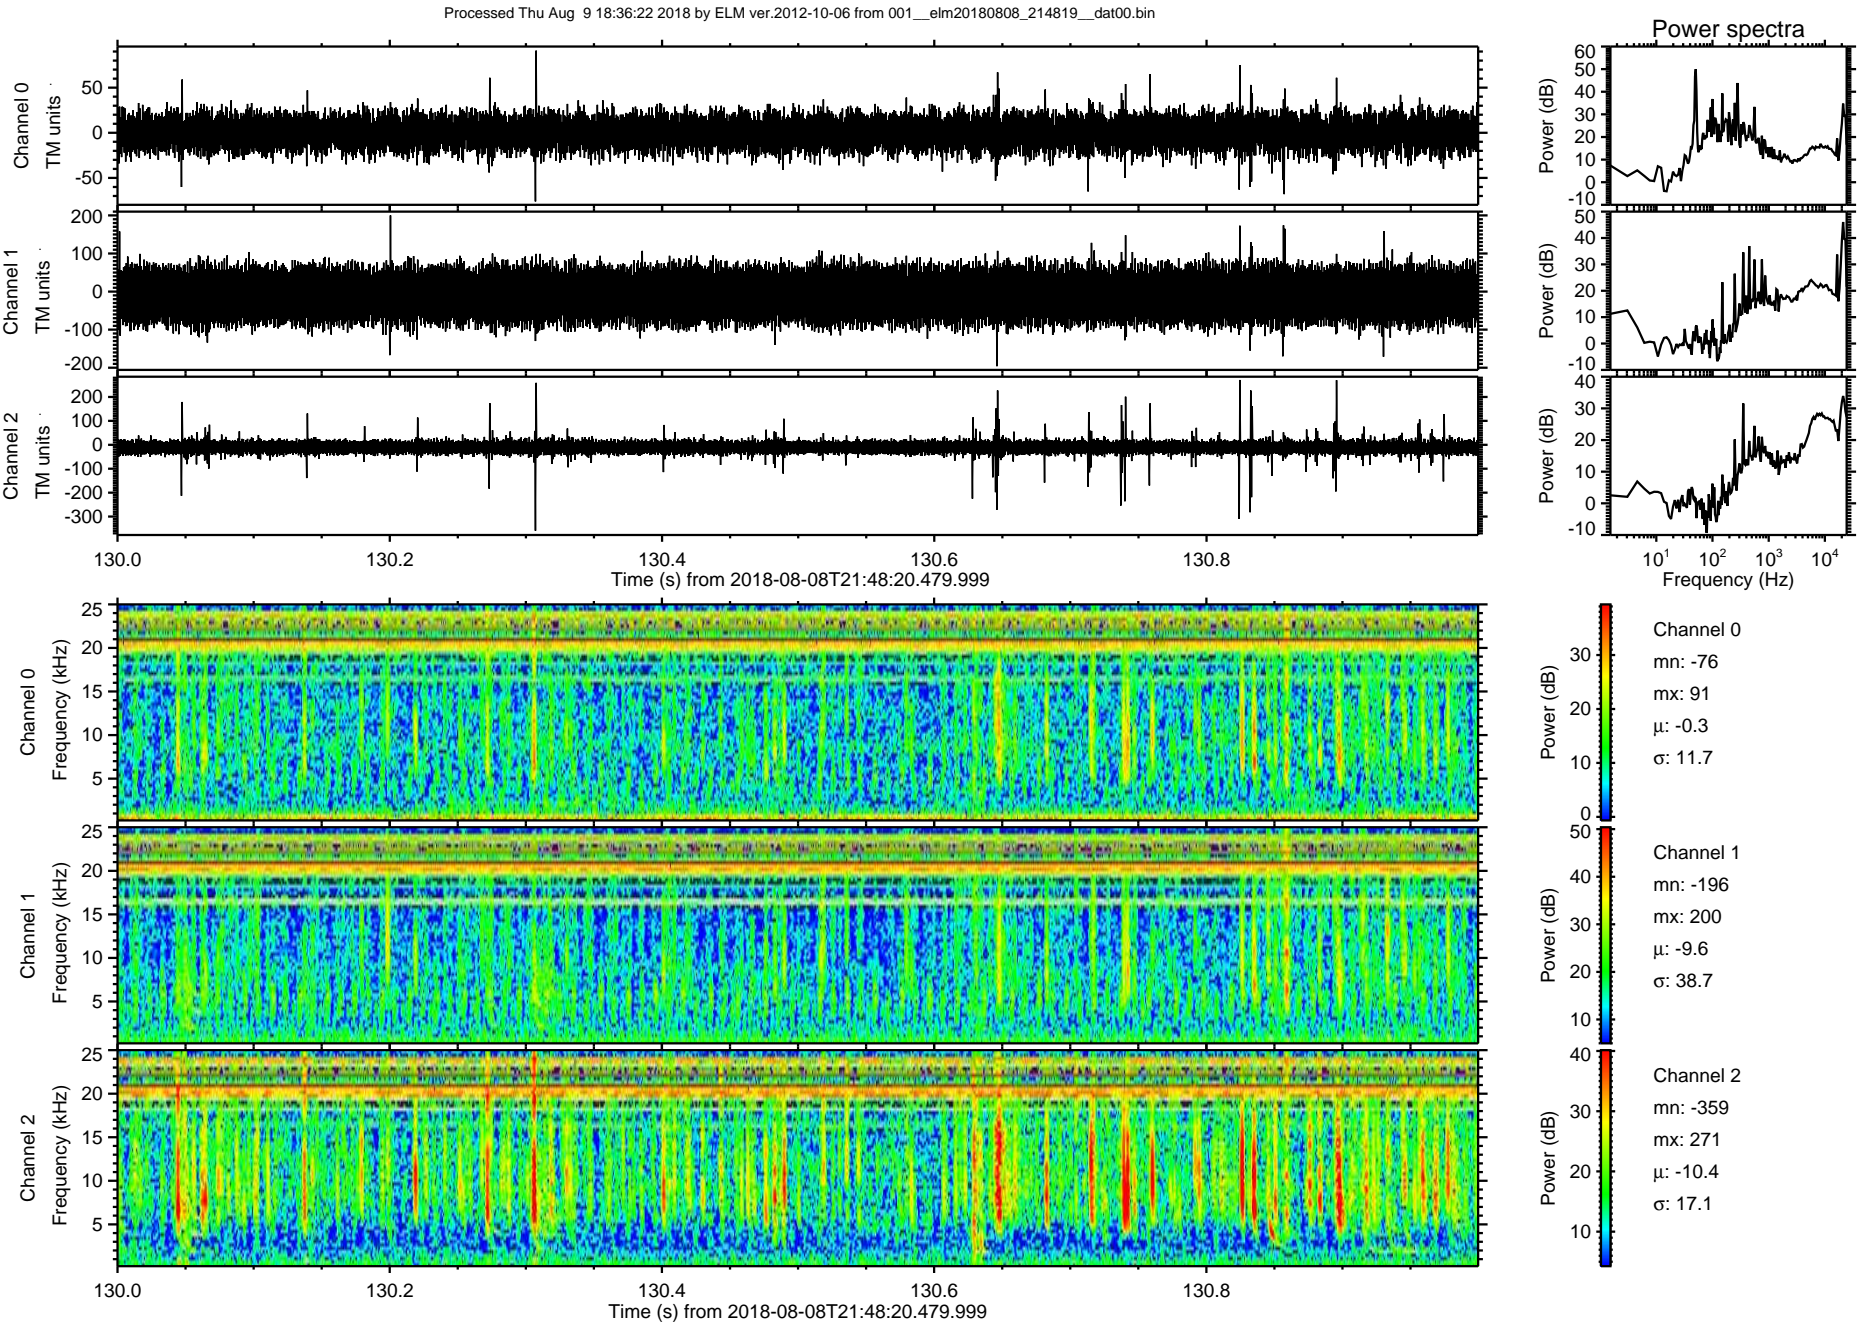 Processed Thu Aug  9 18:36:22 2018 by ELM ver.2012-10-06 from 001__elm20180808_214819__dat00.bin
Power spectra
Channel 0
TM units
50
0
-50
Power (dB)
60
50
40
30
20
10
0
-10
Channel 1
TM units
200
100
0
-100
-200
Power (dB)
50
40
30
20
10
0
-10
Channel 2
TM units
200
100
0
-100
-200
-300
Power (dB)
40
30
20
10
0
-10
130.0 130.2 130.4 130.6 130.8
Time (s) from 2018-08-08T21:48:20.479.999
10¹ 10² 10³ 10⁴
Frequency (Hz)
Channel 0
Frequency (kHz)
25
20
15
10
5
Power (dB)
30
20
10
0
Channel 0
mn: -76
mx: 91
µ: -0.3
σ: 11.7
Channel 1
Frequency (kHz)
25
20
15
10
5
Power (dB)
50
40
30
20
10
Channel 1
mn: -196
mx: 200
µ: -9.6
σ: 38.7
Channel 2
Frequency (kHz)
25
20
15
10
5
Power (dB)
40
30
20
10
Channel 2
mn: -359
mx: 271
µ: -10.4
σ: 17.1
130.0 130.2 130.4 130.6 130.8
Time (s) from 2018-08-08T21:48:20.479.999